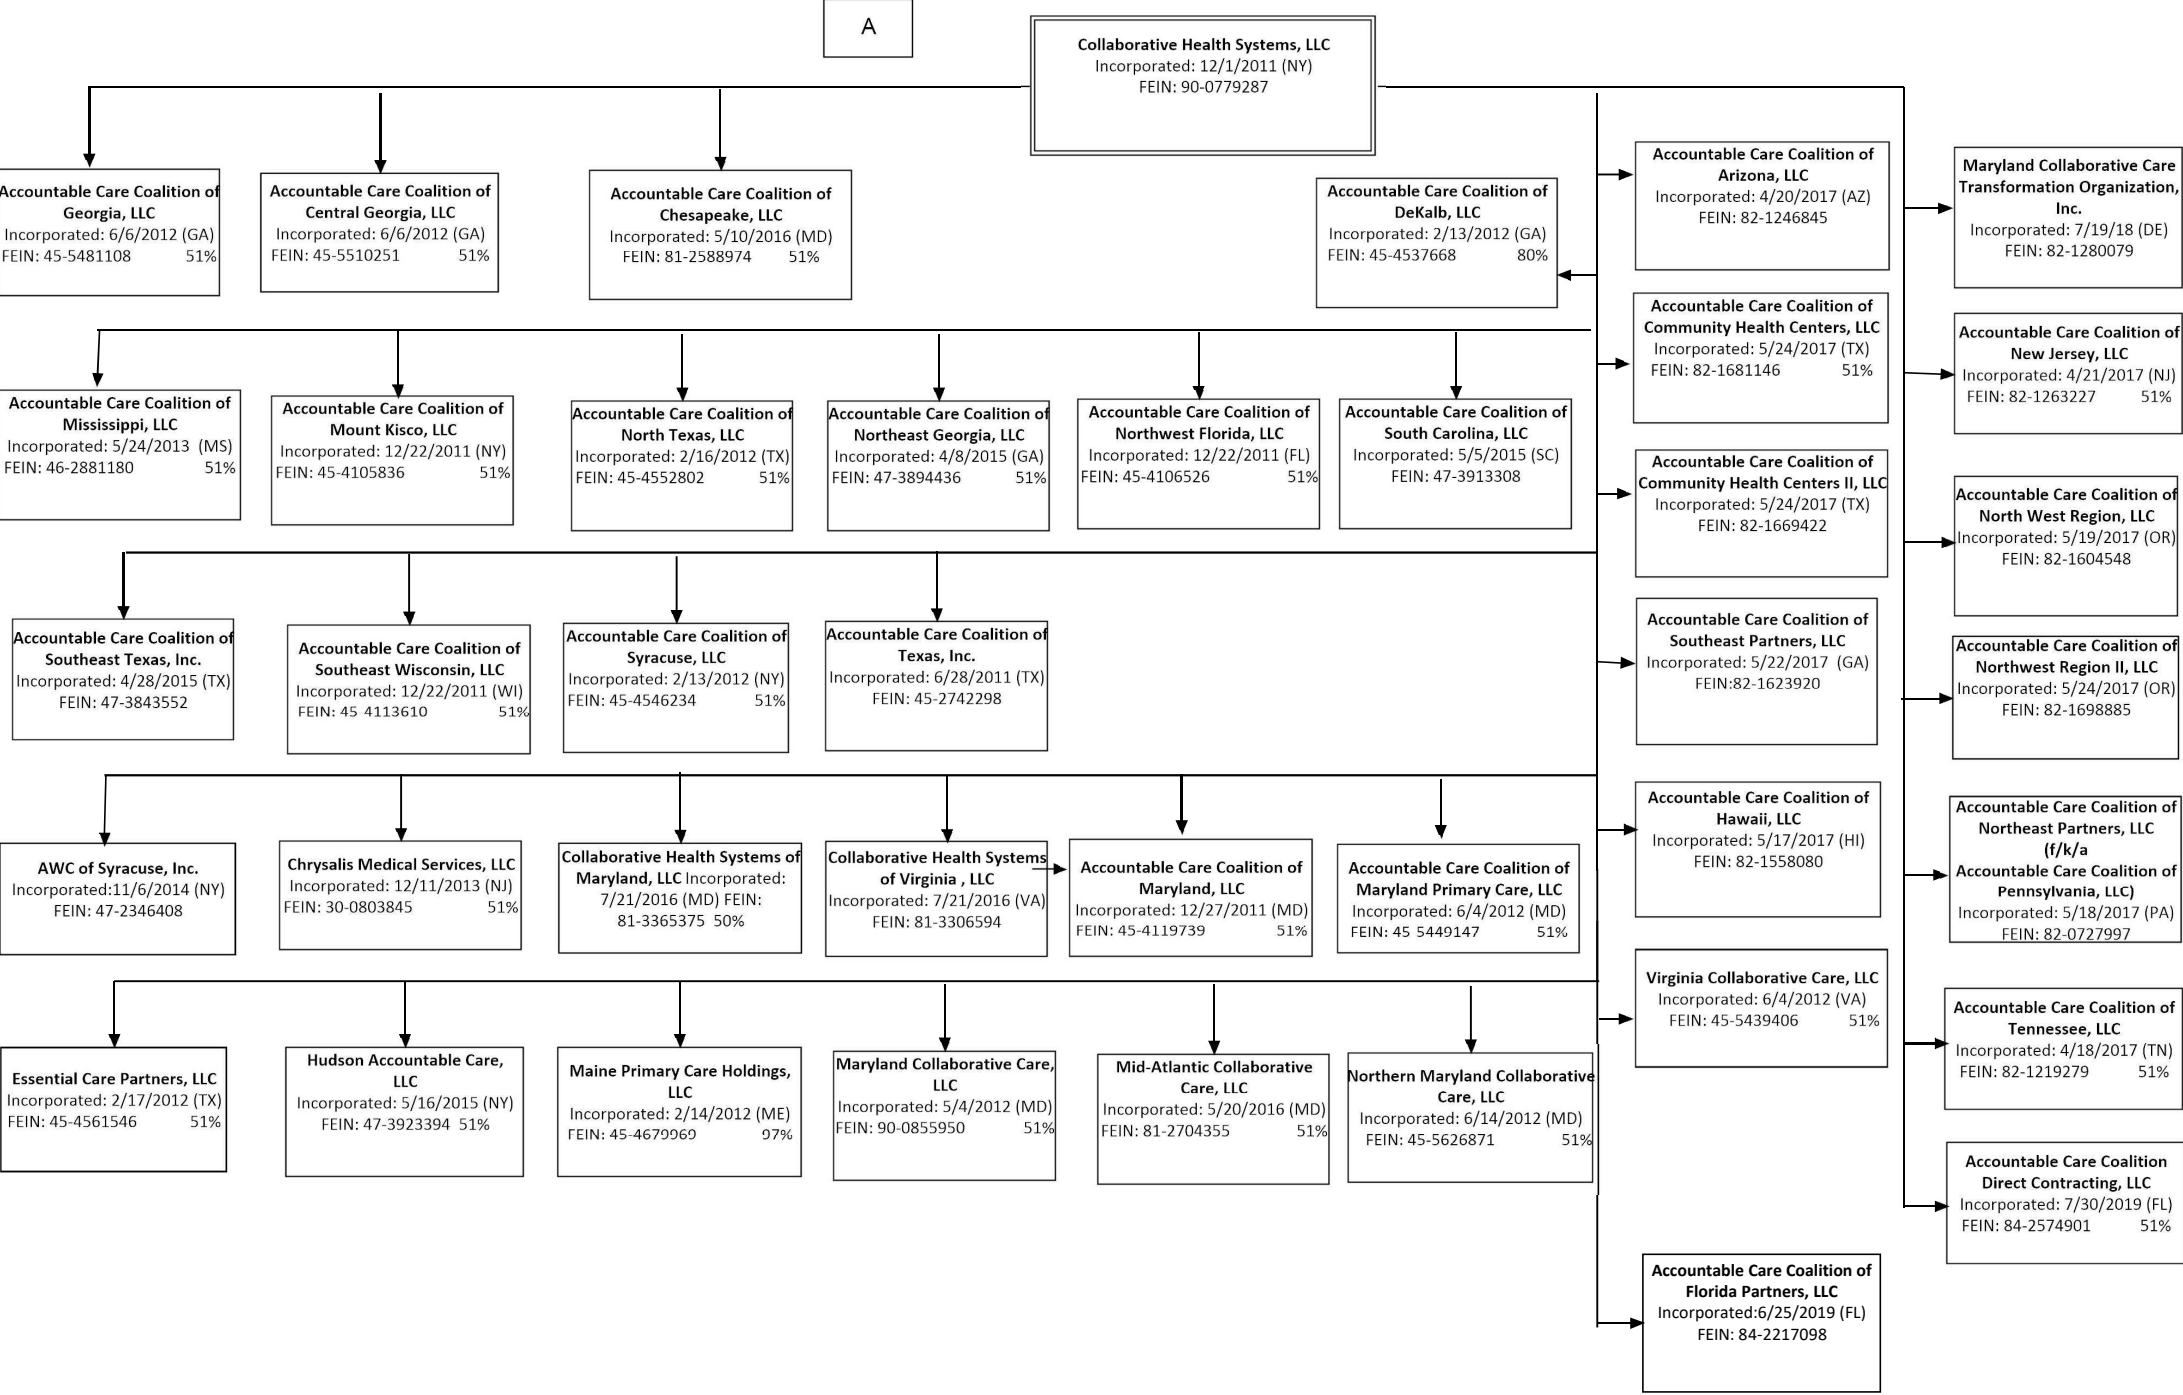 A
Collaborative Health Systems, LLC
Incorporated: 12/1/2011 (NY)
FEIN: 90-0779287
Accountable Care Coalition of
Georgia, LLC
Incorporated: 6/6/2012 (GA)
FEIN: 45-5481108 51%
Accountable Care Coalition of
Central Georgia, LLC
Incorporated: 6/6/2012 (GA)
FEIN: 45-5510251 51%
Accountable Care Coalition of
Chesapeake, LLC
Incorporated: 5/10/2016 (MD)
FEIN: 81-2588974 51%
Accountable Care Coalition of
DeKalb, LLC
Incorporated: 2/13/2012 (GA)
FEIN: 45-4537668 80%
Accountable Care Coalition of
Arizona, LLC
Incorporated: 4/20/2017 (AZ)
FEIN: 82-1246845
Maryland Collaborative Care
Transformation Organization,
Inc.
Incorporated: 7/19/18 (DE)
FEIN: 82-1280079
Accountable Care Coalition of
Community Health Centers, LLC
Incorporated: 5/24/2017 (TX)
FEIN: 82-1681146 51%
Accountable Care Coalition of
New Jersey, LLC
Incorporated: 4/21/2017 (NJ)
FEIN: 82-1263227 51%
Accountable Care Coalition of
Mississippi, LLC
Incorporated: 5/24/2013 (MS)
FEIN: 46-2881180 51%
Accountable Care Coalition of
Mount Kisco, LLC
Incorporated: 12/22/2011 (NY)
FEIN: 45-4105836 51%
Accountable Care Coalition of
North Texas, LLC
Incorporated: 2/16/2012 (TX)
FEIN: 45-4552802 51%
Accountable Care Coalition of
Northeast Georgia, LLC
Incorporated: 4/8/2015 (GA)
FEIN: 47-3894436 51%
Accountable Care Coalition of
Northwest Florida, LLC
Incorporated: 12/22/2011 (FL)
FEIN: 45-4106526 51%
Accountable Care Coalition of
South Carolina, LLC
Incorporated: 5/5/2015 (SC)
FEIN: 47-3913308
Accountable Care Coalition of
Community Health Centers II, LLC
Incorporated: 5/24/2017 (TX)
FEIN: 82-1669422
Accountable Care Coalition of
North West Region, LLC
Incorporated: 5/19/2017 (OR)
FEIN: 82-1604548
Accountable Care Coalition of
Southeast Texas, Inc.
Incorporated: 4/28/2015 (TX)
FEIN: 47-3843552
Accountable Care Coalition of
Southeast Wisconsin, LLC
Incorporated: 12/22/2011 (WI)
FEIN: 45 4113610 51%
Accountable Care Coalition of
Syracuse, LLC
Incorporated: 2/13/2012 (NY)
FEIN: 45-4546234 51%
Accountable Care Coalition of
Texas, Inc.
Incorporated: 6/28/2011 (TX)
FEIN: 45-2742298
Accountable Care Coalition of
Southeast Partners, LLC
Incorporated: 5/22/2017 (GA)
FEIN:82-1623920
Accountable Care Coalition of
Northwest Region II, LLC
Incorporated: 5/24/2017 (OR)
FEIN: 82-1698885
AWC of Syracuse, Inc.
Incorporated:11/6/2014 (NY)
FEIN: 47-2346408
Chrysalis Medical Services, LLC
Incorporated: 12/11/2013 (NJ)
FEIN: 30-0803845 51%
Collaborative Health Systems of
Maryland, LLC Incorporated:
7/21/2016 (MD) FEIN:
81-3365375 50%
Collaborative Health Systems
of Virginia , LLC
Incorporated: 7/21/2016 (VA)
FEIN: 81-3306594
Accountable Care Coalition of
Maryland, LLC
Incorporated: 12/27/2011 (MD)
FEIN: 45-4119739 51%
Accountable Care Coalition of
Maryland Primary Care, LLC
Incorporated: 6/4/2012 (MD)
FEIN: 45 5449147 51%
Accountable Care Coalition of
Hawaii, LLC
Incorporated: 5/17/2017 (HI)
FEIN: 82-1558080
Accountable Care Coalition of
Northeast Partners, LLC
(f/k/a
Accountable Care Coalition of
Pennsylvania, LLC)
Incorporated: 5/18/2017 (PA)
FEIN: 82-0727997
Virginia Collaborative Care, LLC
Incorporated: 6/4/2012 (VA)
FEIN: 45-5439406 51%
Accountable Care Coalition of
Tennessee, LLC
Incorporated: 4/18/2017 (TN)
FEIN: 82-1219279 51%
Essential Care Partners, LLC
Incorporated: 2/17/2012 (TX)
FEIN: 45-4561546 51%
Hudson Accountable Care,
LLC
Incorporated: 5/16/2015 (NY)
FEIN: 47-3923394 51%
Maine Primary Care Holdings,
LLC
Incorporated: 2/14/2012 (ME)
FEIN: 45-4679969 97%
Maryland Collaborative Care,
LLC
Incorporated: 5/4/2012 (MD)
FEIN: 90-0855950 51%
Mid-Atlantic Collaborative
Care, LLC
Incorporated: 5/20/2016 (MD)
FEIN: 81-2704355 51%
Northern Maryland Collaborative
Care, LLC
Incorporated: 6/14/2012 (MD)
FEIN: 45-5626871 51%
Accountable Care Coalition
Direct Contracting, LLC
Incorporated: 7/30/2019 (FL)
FEIN: 84-2574901 51%
Accountable Care Coalition of
Florida Partners, LLC
Incorporated:6/25/2019 (FL)
FEIN: 84-2217098